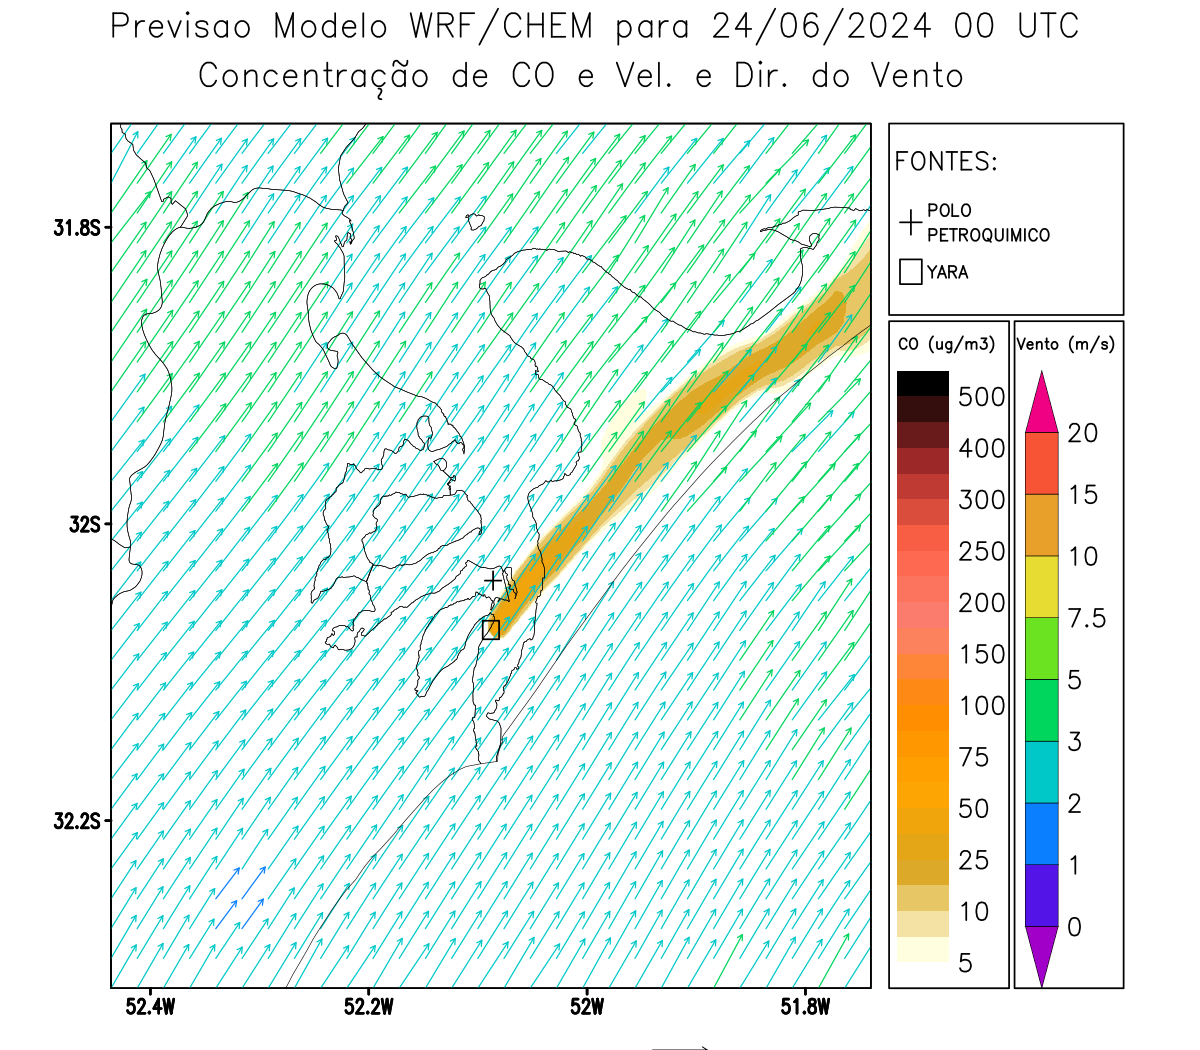 Previsao Modelo WRF/CHEM para 24/06/2024 00 UTC
Concentração de CO e Vel. e Dir. do Vento
FONTES:
POLO
PETROQUIMICO
YARA
31.8S
32S
32.2S
52.4W
52.2W
52W
51.8W
CO (ug/m3)
500
400
300
250
200
150
100
75
50
25
10
5
Vento (m/s)
20
15
10
7.5
5
3
2
1
0